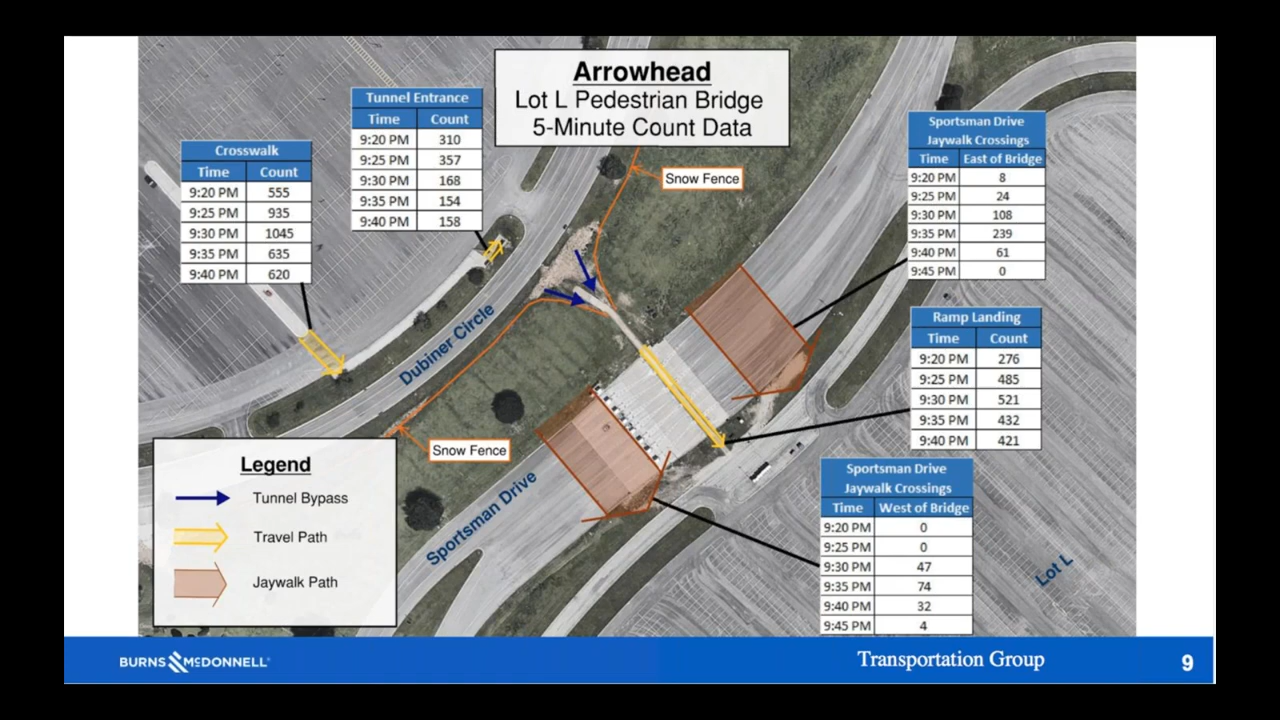 Arrowhead
Lot L Pedestrian Bridge
5-Minute Count Data
Crosswalk
Time Count
9:20 PM 555
9:25 PM 935
9:30 PM 1045
9:35 PM 635
9:40 PM 620
Tunnel Entrance
Time Count
9:20 PM 310
9:25 PM 357
9:30 PM 168
9:35 PM 154
9:40 PM 158
Snow Fence
Sportsman Drive
Jaywalk Crossings
Time East of Bridge
9:20 PM 8
9:25 PM 24
9:30 PM 108
9:35 PM 239
9:40 PM 61
9:45 PM 0
Dubiner Circle
Ramp Landing
Time Count
9:20 PM 276
9:25 PM 485
9:30 PM 521
9:35 PM 432
9:40 PM 421
Snow Fence
Sportsman Drive
Sportsman Drive
Jaywalk Crossings
Time West of Bridge
9:20 PM 0
9:25 PM 0
9:30 PM 47
9:35 PM 74
9:40 PM 32
9:45 PM 4
Lot L
Legend
Tunnel Bypass
Travel Path
Jaywalk Path
BURNS MCDONNELL
Transportation Group
9